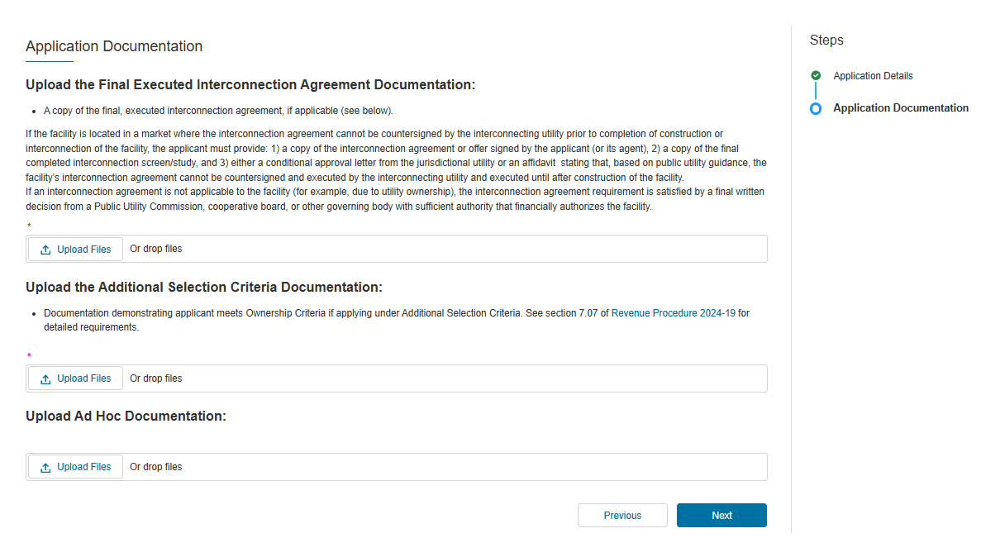 Application Documentation
Upload the Final Executed Interconnection Agreement Documentation:
• A copy of the final, executed interconnection agreement, if applicable (see below).
If the facility is located in a market where the interconnection agreement cannot be countersigned by the interconnecting utility prior to completion of construction or
interconnection of the facility, the applicant must provide: 1) a copy of the interconnection agreement or offer signed by the applicant (or its agent), 2) a copy of the final
completed interconnection screen/study, and 3) either a conditional approval letter from the jurisdictional utility or an affidavit stating that, based on public utility guidance, the
facility's interconnection agreement cannot be countersigned and executed by the interconnecting utility and executed until after construction of the facility.
If an interconnection agreement is not applicable to the facility (for example, due to utility ownership), the interconnection agreement requirement is satisfied by a final written
decision from a Public Utility Commission, cooperative board, or other governing body with sufficient authority that financially authorizes the facility.
*
Upload Files Or drop files
Upload the Additional Selection Criteria Documentation:
• Documentation demonstrating applicant meets Ownership Criteria if applying under Additional Selection Criteria. See section 7.07 of Revenue Procedure 2024-19 for
detailed requirements.
*
Upload Files Or drop files
Upload Ad Hoc Documentation:
Upload Files Or drop files
Previous Next
Steps
Application Details
Application Documentation